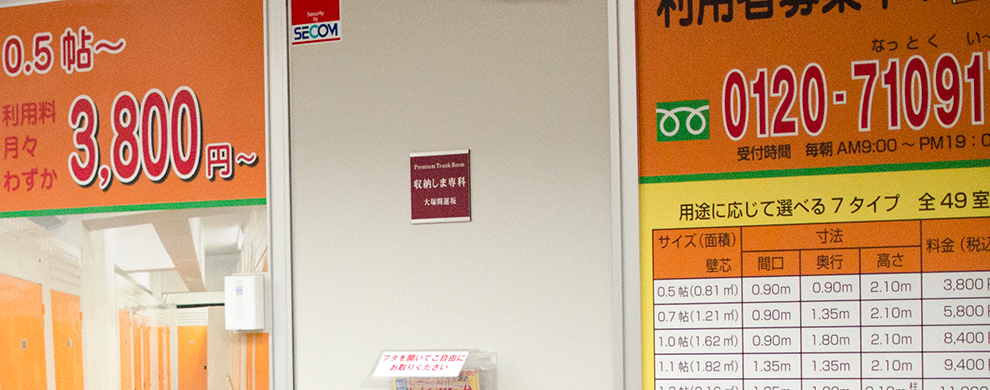 0.5 帖～
利用料
月々
わずか
3,800円～
Security
by
SECOM
Premium Trunk Room
収納しま専科
大塚開運坂
フタを開いてご自由に
お取りください
利用者募集中
なっとく い～
0120-71091
受付時間 毎朝 AM9:00～PM19:0
用途に応じて選べる 7 タイプ 全 49 室
サイズ(面積) 壁芯 寸法 料金(税込
間口 奥行 高さ
0.5 帖(0.81㎡) 0.90m 0.90m 2.10m 3,800
0.7 帖(1.21㎡) 0.90m 1.35m 2.10m 5,800
1.0 帖(1.62㎡) 0.90m 1.80m 2.10m 8,400
1.1 帖(1.82㎡) 1.35m 1.35m 2.10m 9,400